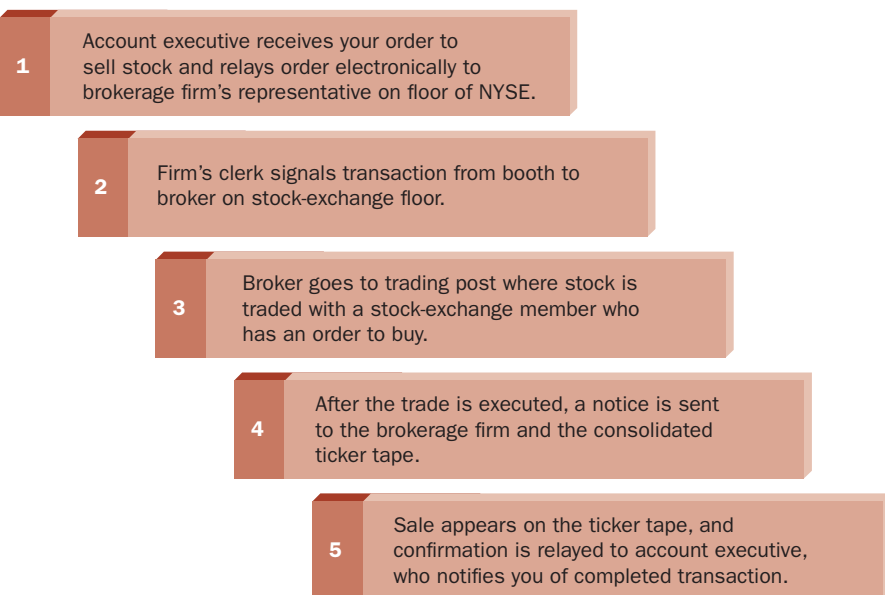 1
Account executive receives your order to
sell stock and relays order electronically to
brokerage firm's representative on floor of NYSE.
2
Firm's clerk signals transaction from booth to
broker on stock-exchange floor.
3
Broker goes to trading post where stock is
traded with a stock-exchange member who
has an order to buy.
4
After the trade is executed, a notice is sent
to the brokerage firm and the consolidated
ticker tape.
5
Sale appears on the ticker tape, and
confirmation is relayed to account executive,
who notifies you of completed transaction.